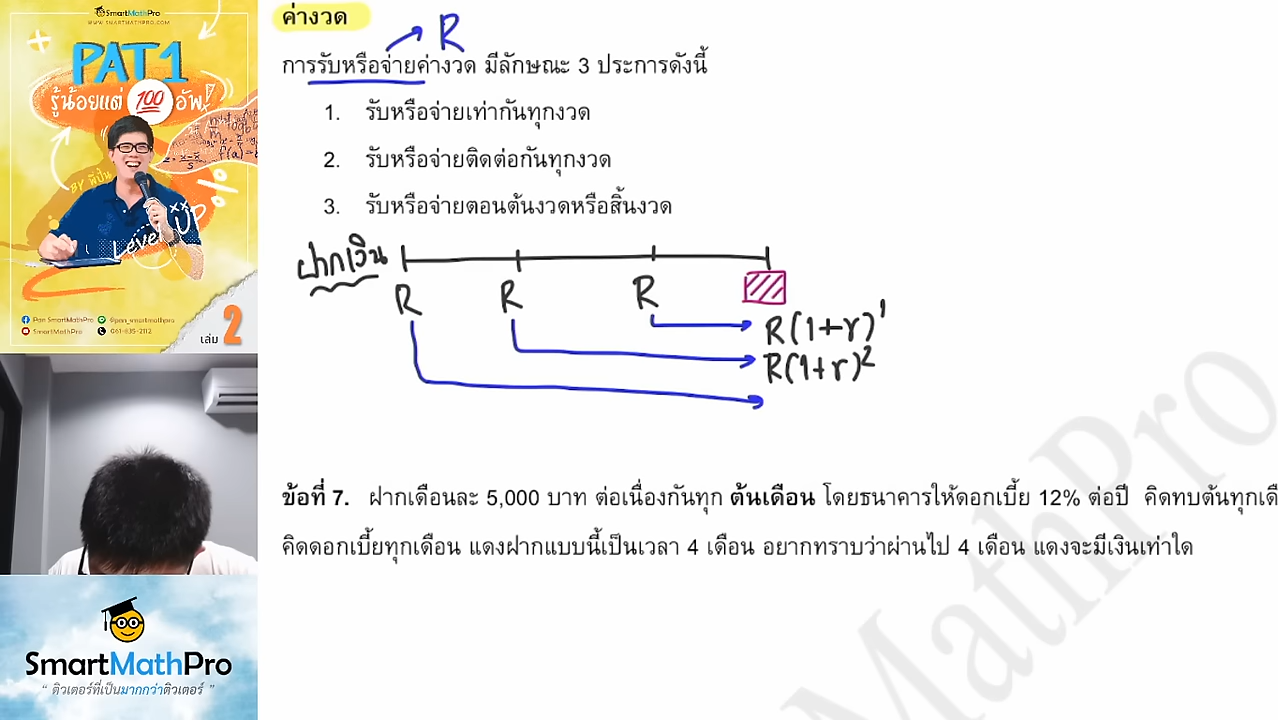 SmartMathPro
WWW.SMARTMATHPRO.COM
PAT 1
รู้น้อยแต่ 100 อัพ!
BY พี่ปั้น
Level UP
Pan SmartMathPro
@pan_smartmathpro
SmartMathPro
เล่ม 2
SmartMathPro
“ ติวเตอร์ที่เป็นมากกว่าติวเตอร์ ”
ค่างวด
R
การรับหรือจ่ายค่างวด มีลักษณะ 3 ประการดังนี้
1. รับหรือจ่ายเท่ากันทุกงวด
2. รับหรือจ่ายติดต่อกันทุกงวด
3. รับหรือจ่ายตอนต้นงวดหรือสิ้นงวด
ฝากเงิน
R R R
R(1+r)¹
R(1+r)²
ข้อที่ 7. ฝากเดือนละ 5,000 บาท ต่อเนื่องกันทุก ต้นเดือน โดยธนาคารให้ดอกเบี้ย 12% ต่อปี คิดทบต้นทุกเดื
คิดดอกเบี้ยทุกเดือน แดงฝากแบบนี้เป็นเวลา 4 เดือน อยากทราบว่าผ่านไป 4 เดือน แดงจะมีเงินเท่าใด
MathPro